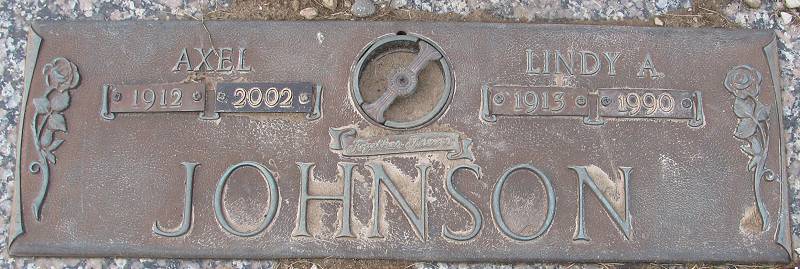 AXEL
1912 2002
LINDY A
1913 1990
Together Forever
JOHNSON